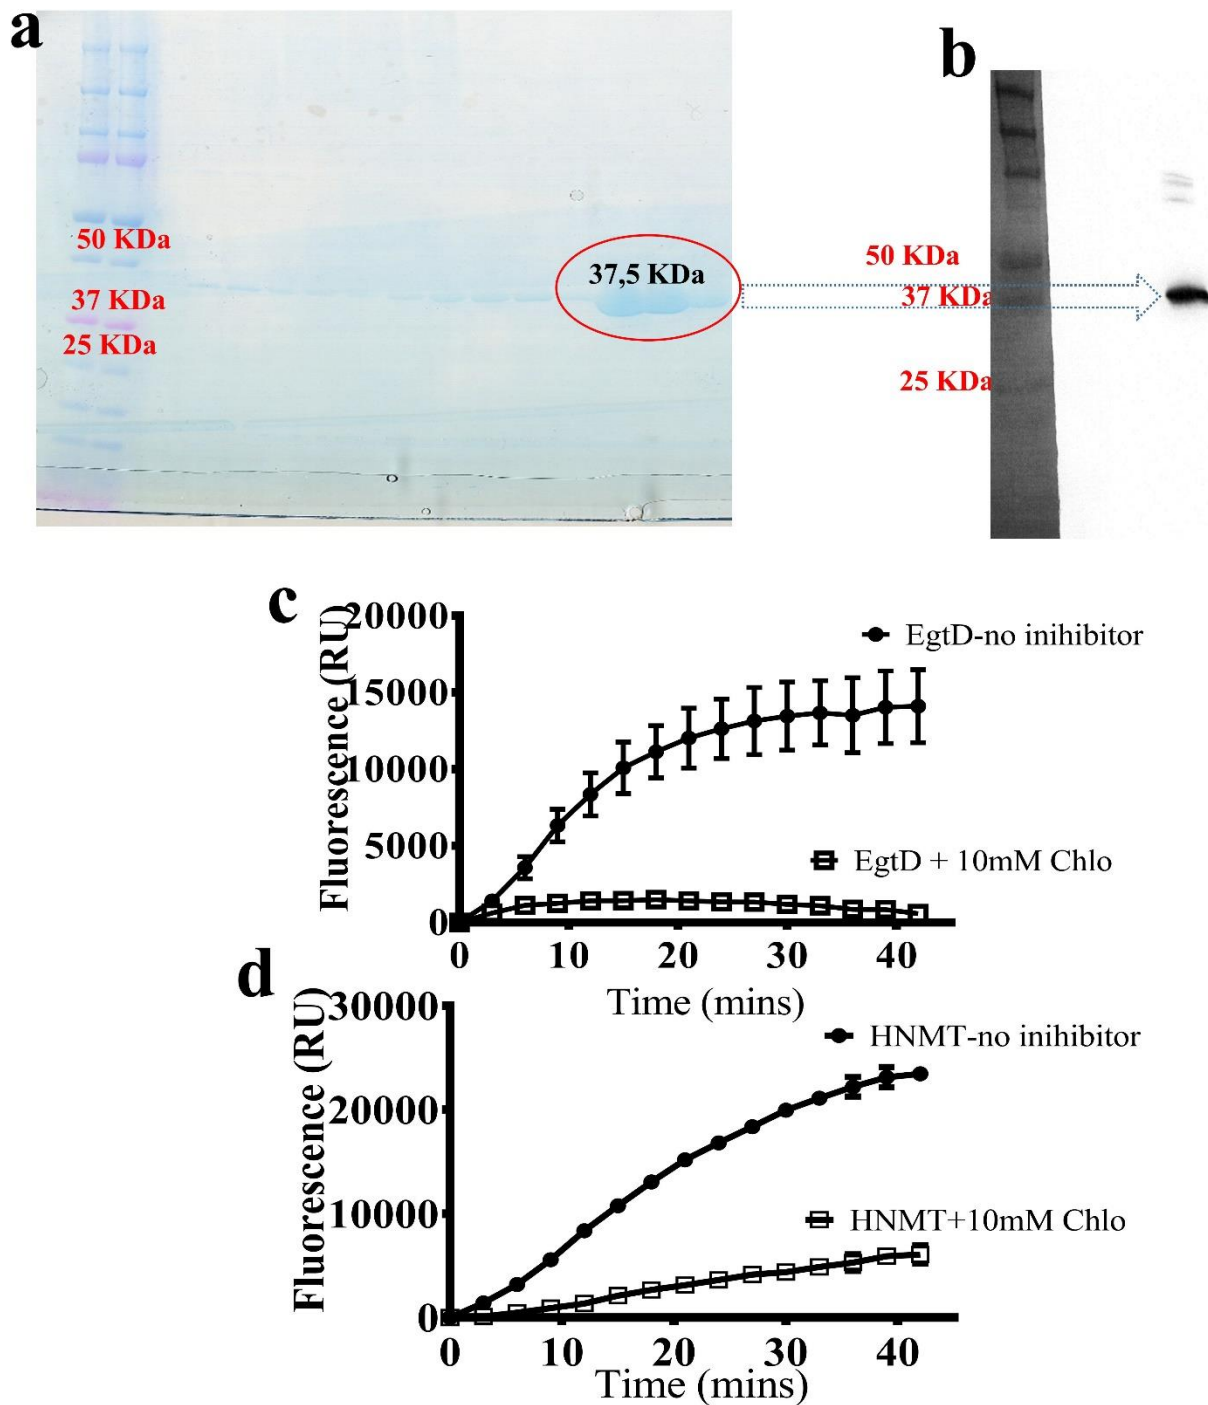 a
50 KDa
37 KDa
25 KDa
37,5 KDa
b
50 KDa
37 KDa
25 KDa
c
Fluorescence (RU)
20000
15000
10000
5000
0
EgtD-no inihibitor
EgtD + 10mM Chlo
0 10 20 30 40
Time (mins)
d
Fluorescence (RU)
30000
20000
10000
0
HNMT-no inihibitor
HNMT+10mM Chlo
0 10 20 30 40
Time (mins)